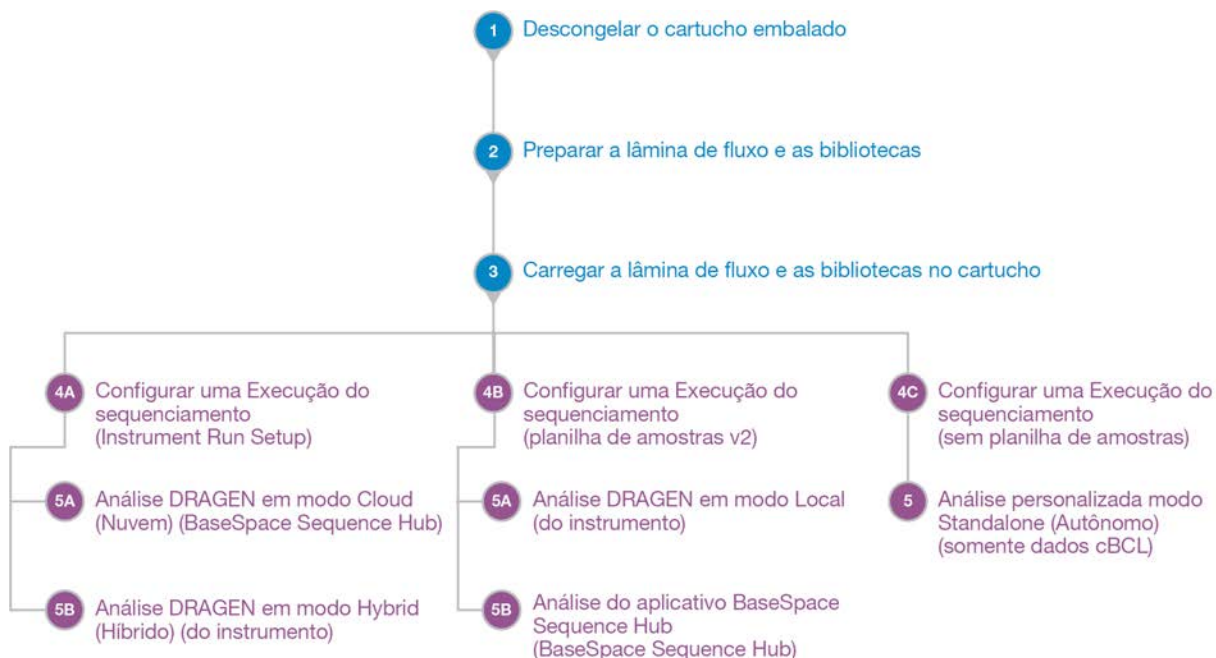 1 Descongelar o cartucho embalado
2 Preparar a lâmina de fluxo e as bibliotecas
3 Carregar a lâmina de fluxo e as bibliotecas no cartucho
4A Configurar uma Execução do
sequenciamento
(Instrument Run Setup)
5A Análise DRAGEN em modo Cloud
(Nuvem) (BaseSpace Sequence Hub)
5B Análise DRAGEN em modo Hybrid
(Híbrido) (do instrumento)
4B Configurar uma Execução do
sequenciamento
(planilha de amostras v2)
5A Análise DRAGEN em modo Local
(do instrumento)
5B Análise do aplicativo BaseSpace
Sequence Hub
(BaseSpace Sequence Hub)
4C Configurar uma Execução do
sequenciamento
(sem planilha de amostras)
5 Análise personalizada modo
Standalone (Autônomo)
(somente dados cBCL)